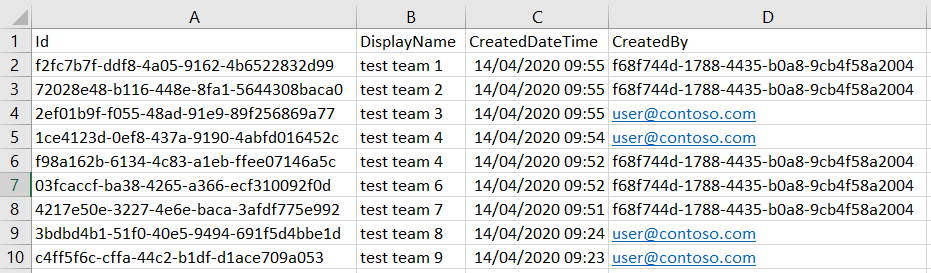 A B C D
1 Id DisplayName CreatedDateTime CreatedBy
2 f2fc7b7f-ddf8-4a05-9162-4b6522832d99 test team 1 14/04/2020 09:55 f68f744d-1788-4435-b0a8-9cb4f58a2004
3 72028e48-b116-448e-8fa1-5644308baca0 test team 2 14/04/2020 09:55 f68f744d-1788-4435-b0a8-9cb4f58a2004
4 2ef01b9f-f055-48ad-91e9-89f256869a77 test team 3 14/04/2020 09:55 user@contoso.com
5 1ce4123d-0ef8-437a-9190-4abfd016452c test team 4 14/04/2020 09:54 user@contoso.com
6 f98a162b-6134-4c83-a1eb-ffee07146a5c test team 4 14/04/2020 09:52 f68f744d-1788-4435-b0a8-9cb4f58a2004
7 03fcaccf-ba38-4265-a366-ecf310092f0d test team 6 14/04/2020 09:52 f68f744d-1788-4435-b0a8-9cb4f58a2004
8 4217e50e-3227-4e6e-baca-3afdf775e992 test team 7 14/04/2020 09:51 f68f744d-1788-4435-b0a8-9cb4f58a2004
9 3bdbd4b1-51f0-40e5-9494-691f5d4bbe1d test team 8 14/04/2020 09:24 user@contoso.com
10 c4ff5f6c-cffa-44c2-b1df-d1ace709a053 test team 9 14/04/2020 09:23 user@contoso.com